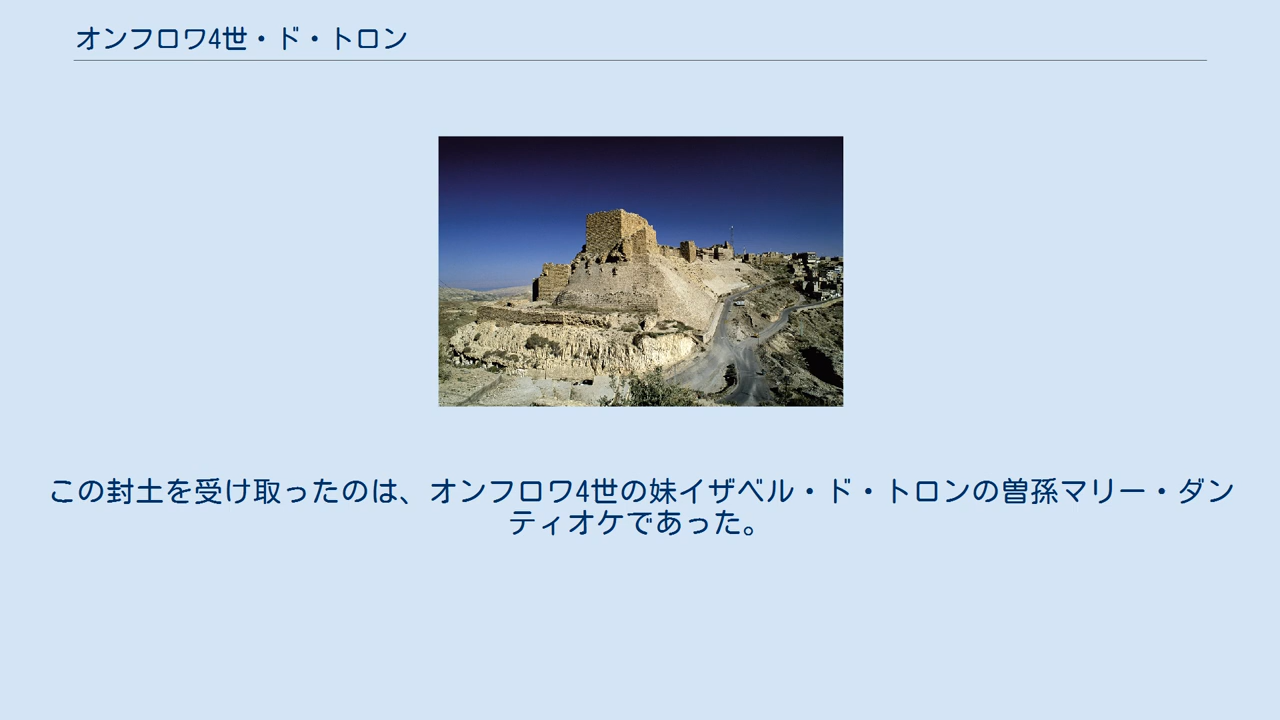 オンフロワ4世・ド・トロン
この封土を受け取ったのは、オンフロワ4世の妹イザベル・ド・トロンの曽孫マリー・ダン
ティオケであった。